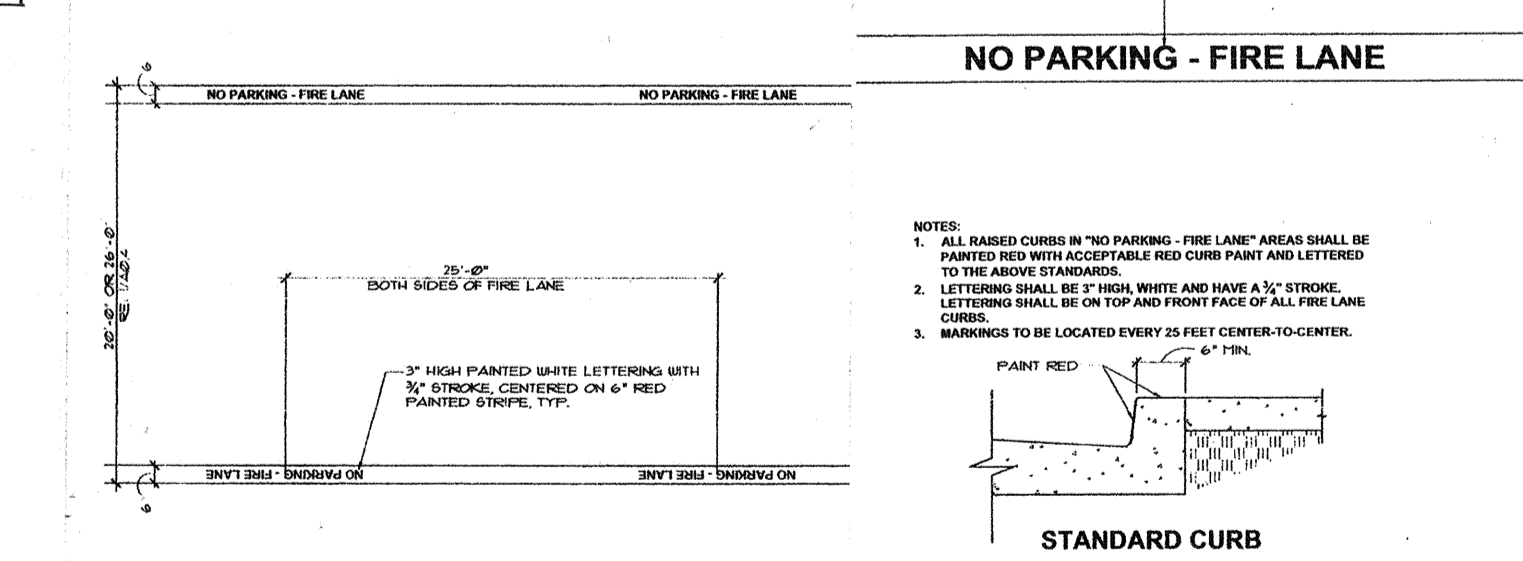 6"
NO PARKING - FIRE LANE
NO PARKING - FIRE LANE
20'-0" OR 26'-0"
RE: 1/A0.4
25'-0"
BOTH SIDES OF FIRE LANE
3" HIGH PAINTED WHITE LETTERING WITH
¾" STROKE, CENTERED ON 6" RED
PAINTED STRIPE, TYP.
NO PARKING - FIRE LANE
NO PARKING - FIRE LANE
6"
NO PARKING - FIRE LANE
NOTES:
1. ALL RAISED CURBS IN "NO PARKING - FIRE LANE" AREAS SHALL BE
PAINTED RED WITH ACCEPTABLE RED CURB PAINT AND LETTERED
TO THE ABOVE STANDARDS.
2. LETTERING SHALL BE 3" HIGH, WHITE AND HAVE A ¾" STROKE.
LETTERING SHALL BE ON TOP AND FRONT FACE OF ALL FIRE LANE
CURBS.
3. MARKINGS TO BE LOCATED EVERY 25 FEET CENTER-TO-CENTER.
6" MIN.
PAINT RED
STANDARD CURB